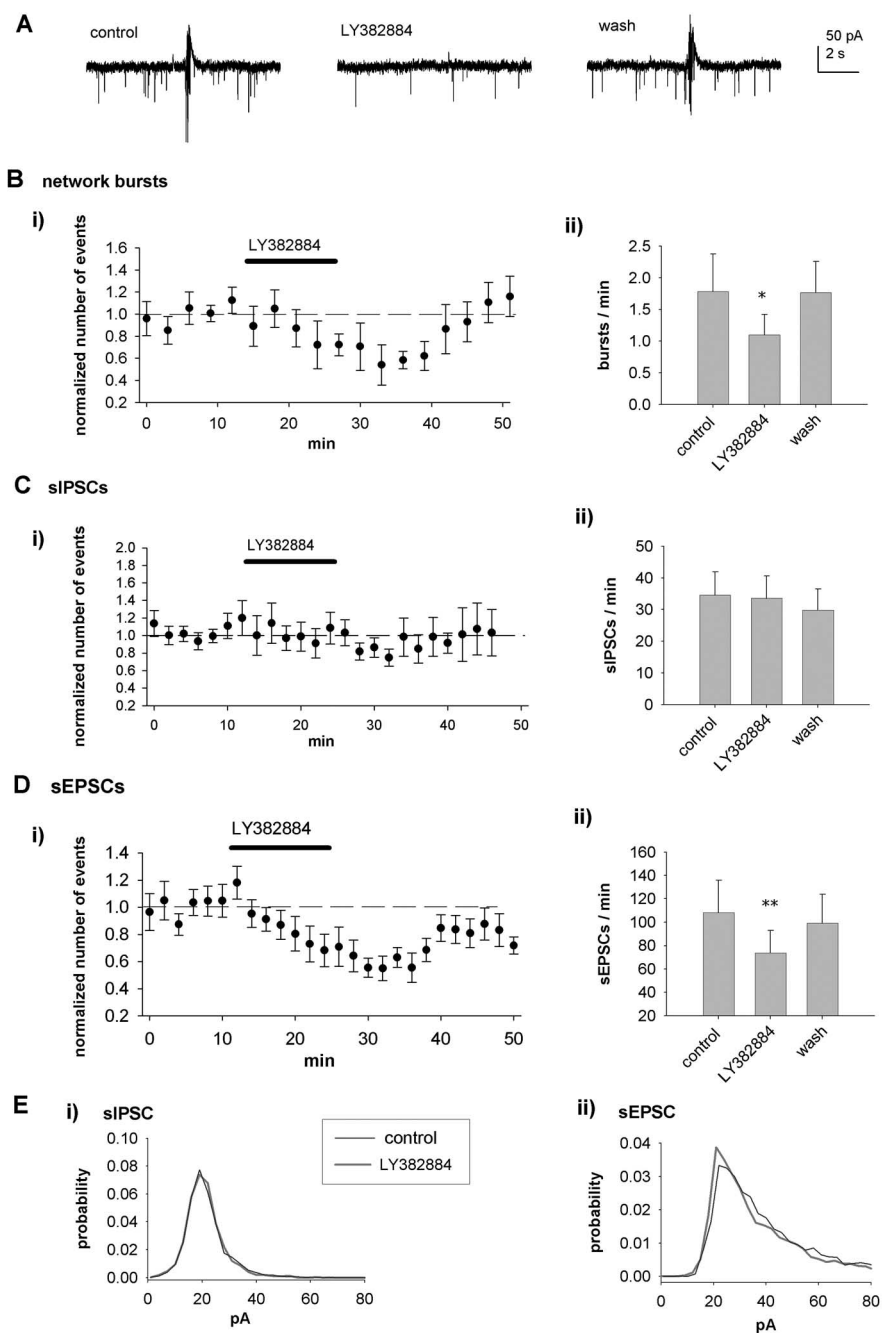 A
control
LY382884
wash
50 pA
2 s
B network bursts
i)
normalized number of events
1.6
1.4
1.2
1.0
0.8
0.6
0.4
0.2
LY382884
0 10 20 30 40 50
min
ii)
bursts / min
2.5
2.0
1.5
1.0
0.5
0.0
*
control
LY382884
wash
C sIPSCs
i)
normalized number of events
2.0
1.8
1.6
1.4
1.2
1.0
0.8
0.6
0.4
0.2
LY382884
0 10 20 30 40 50
min
ii)
sIPSCs / min
50
40
30
20
10
0
control
LY382884
wash
D sEPSCs
i)
normalized number of events
1.4
1.2
1.0
0.8
0.6
0.4
0.2
LY382884
0 10 20 30 40 50
min
ii)
sEPSCs / min
160
140
120
100
80
60
40
20
**
control
LY382884
wash
E
i) sIPSC
probability
0.10
0.08
0.06
0.04
0.02
0.00
0 20 40 60 80
pA
control
LY382884
ii) sEPSC
probability
0.04
0.03
0.02
0.01
0.00
0 20 40 60 80
pA